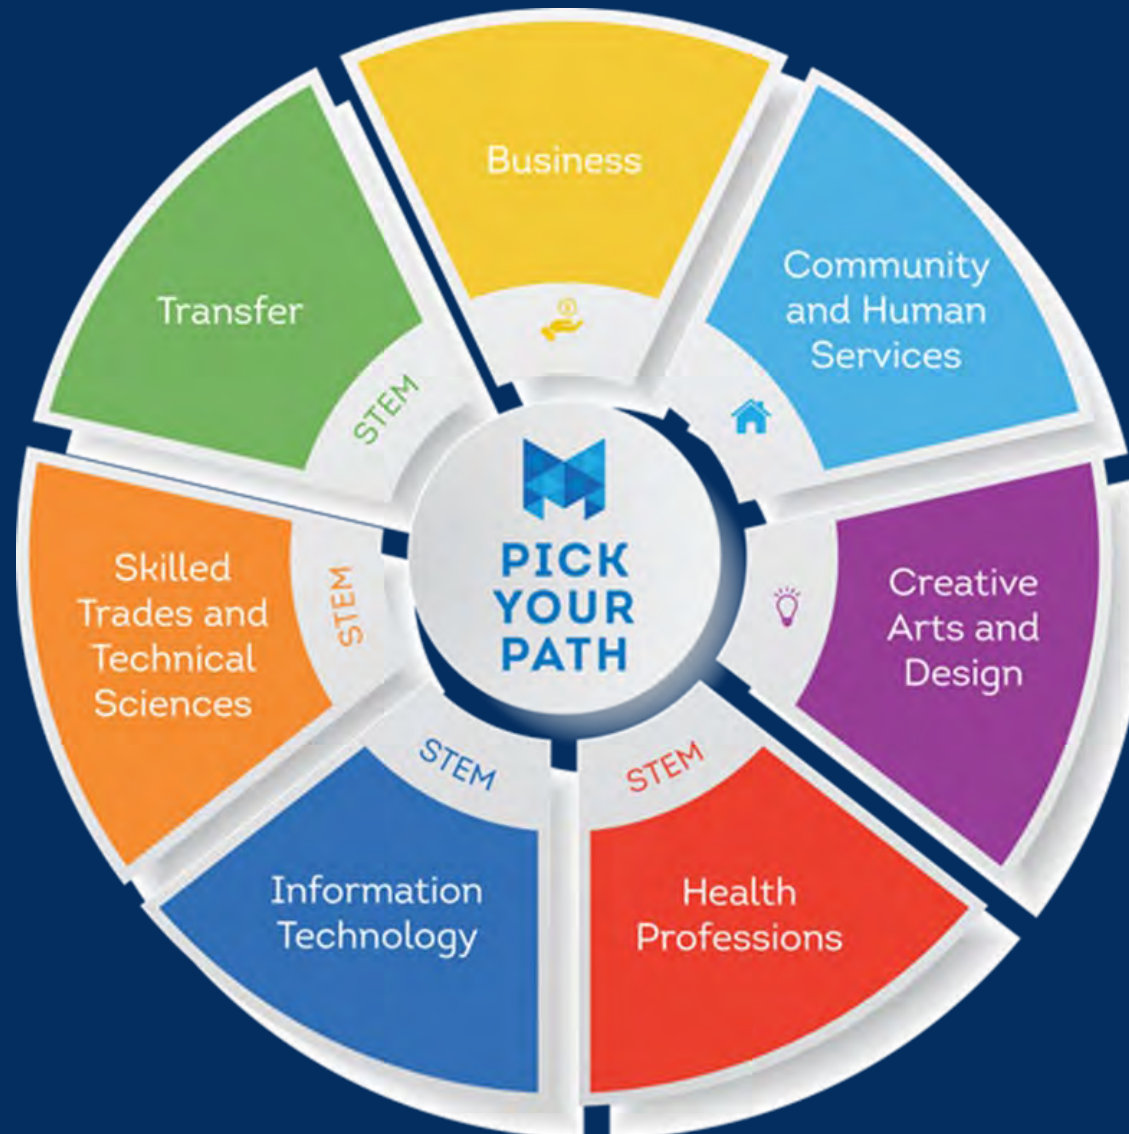 Business
Community
and Human
Services
Creative
Arts and
Design
Health
Professions
STEM
Information
Technology
STEM
Skilled
Trades and
Technical
Sciences
STEM
Transfer
STEM
PICK
YOUR
PATH